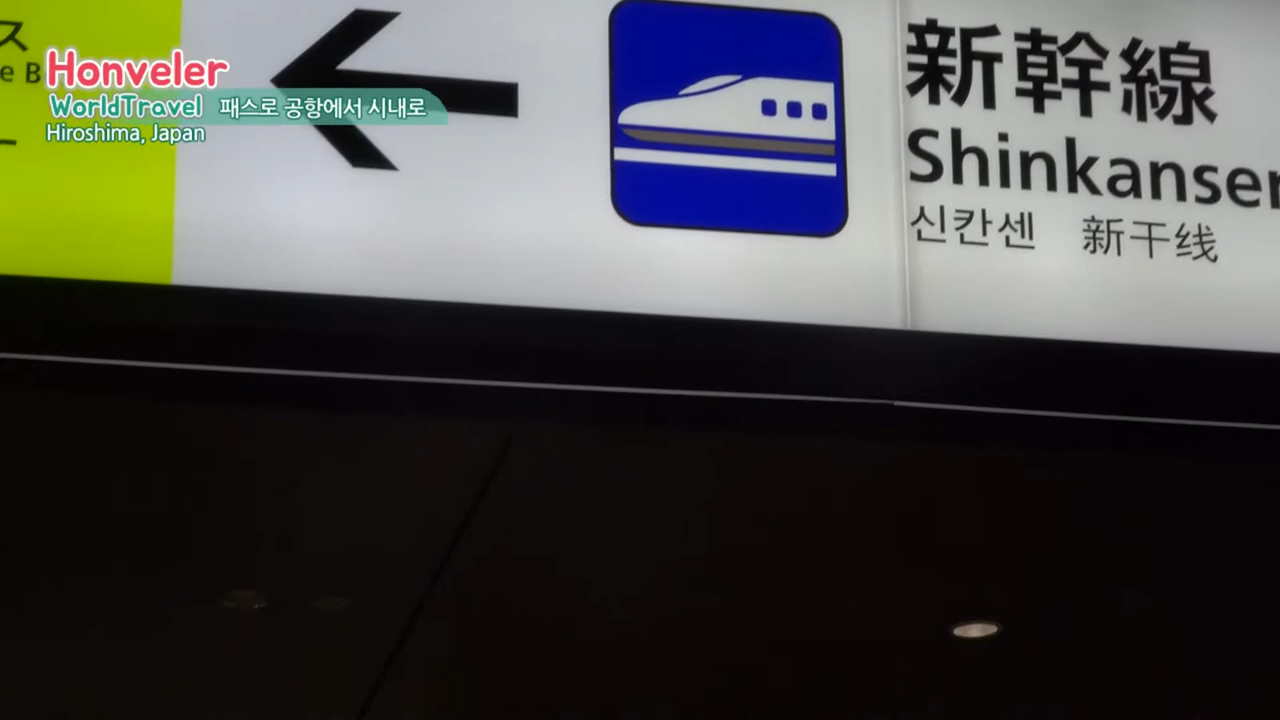 ス
e B
Honveler
WorldTravel 패스로 공항에서 시내로
Hiroshima, Japan
新幹線
Shinkansen
신칸센 新干线